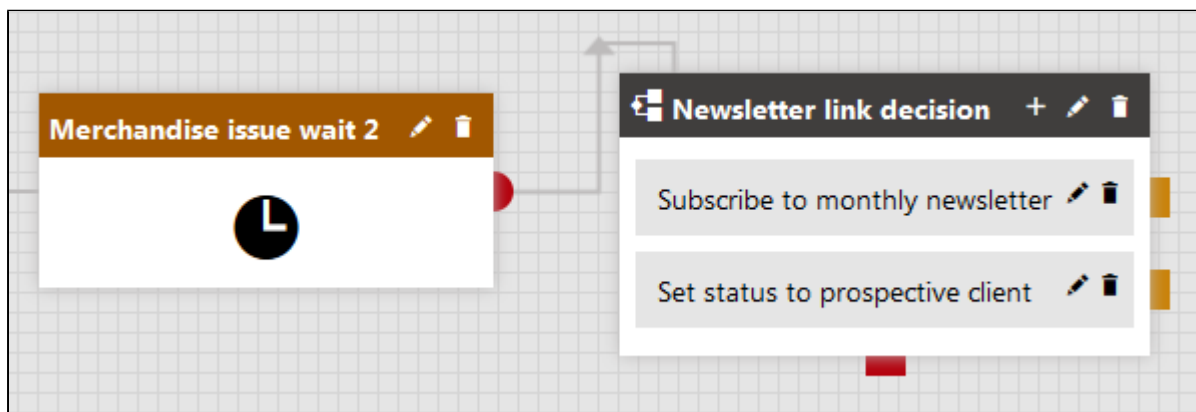 Merchandise issue wait 2
Newsletter link decision
Subscribe to monthly newsletter
Set status to prospective client